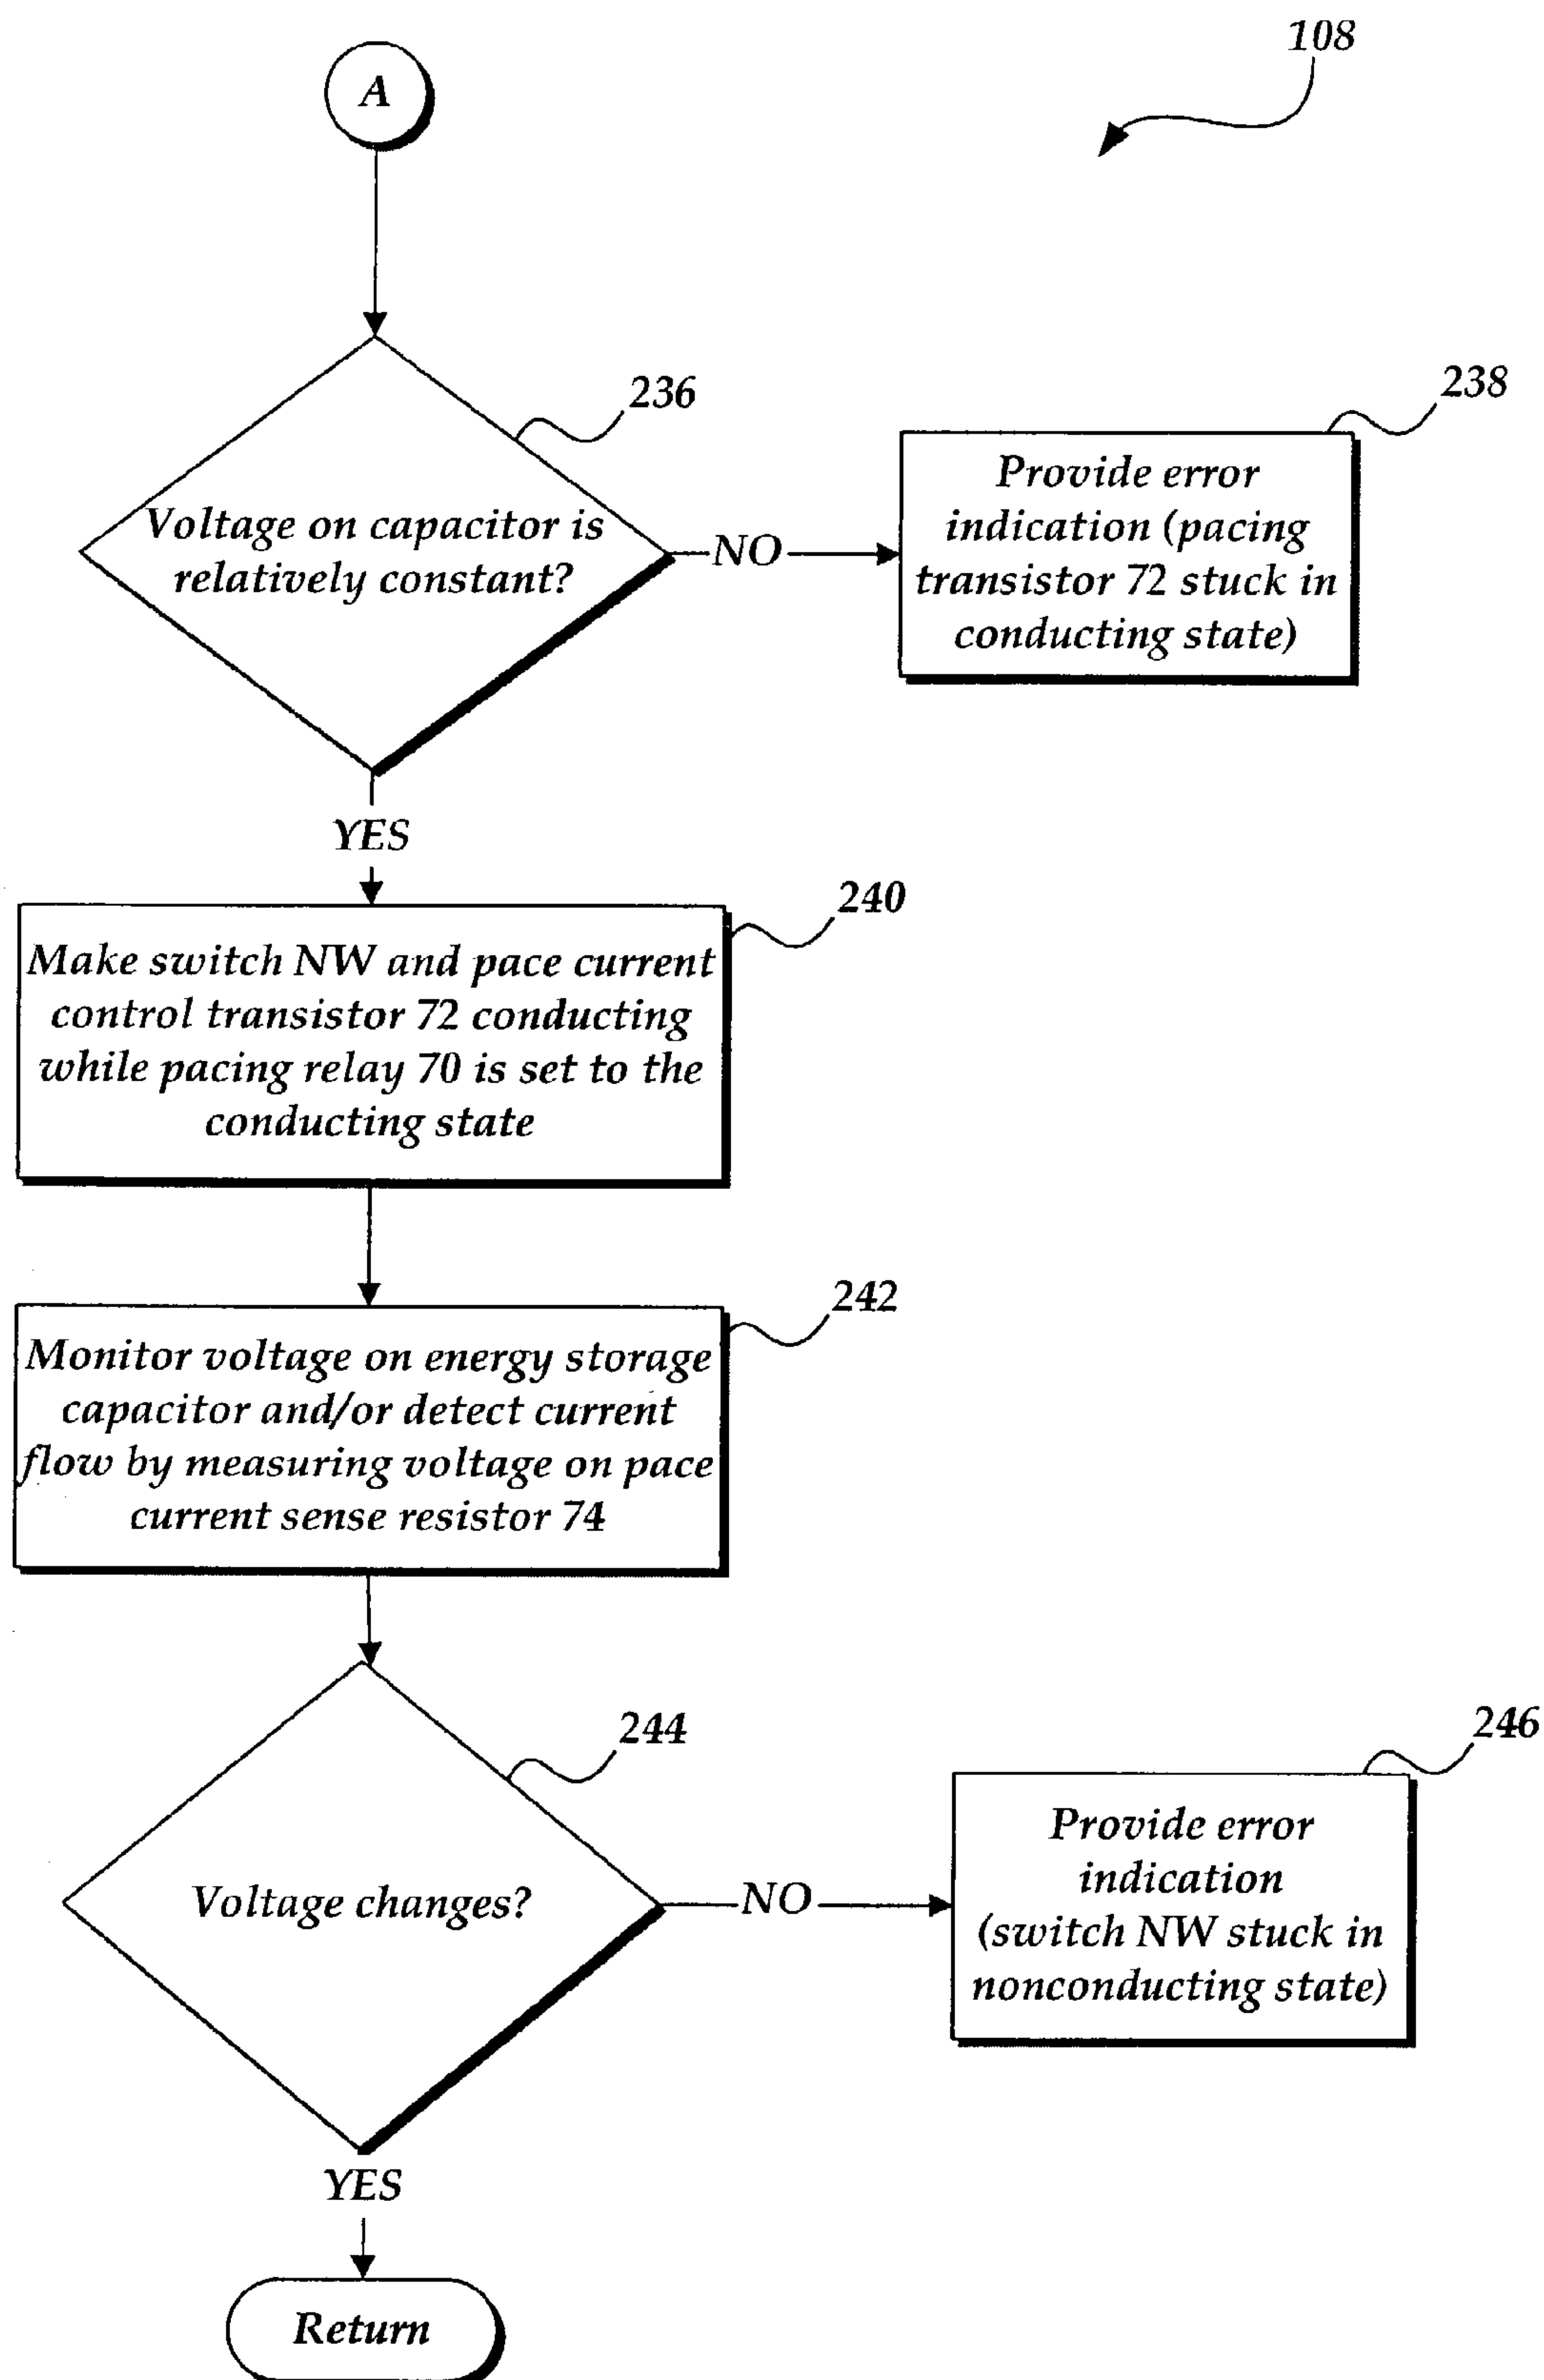 108
A
236
Voltage on capacitor is
relatively constant?
NO
238
Provide error
indication (pacing
transistor 72 stuck in
conducting state)
YES
240
Make switch NW and pace current
control transistor 72 conducting
while pacing relay 70 is set to the
conducting state
242
Monitor voltage on energy storage
capacitor and/or detect current
flow by measuring voltage on pace
current sense resistor 74
244
Voltage changes?
NO
246
Provide error
indication
(switch NW stuck in
nonconducting state)
YES
Return